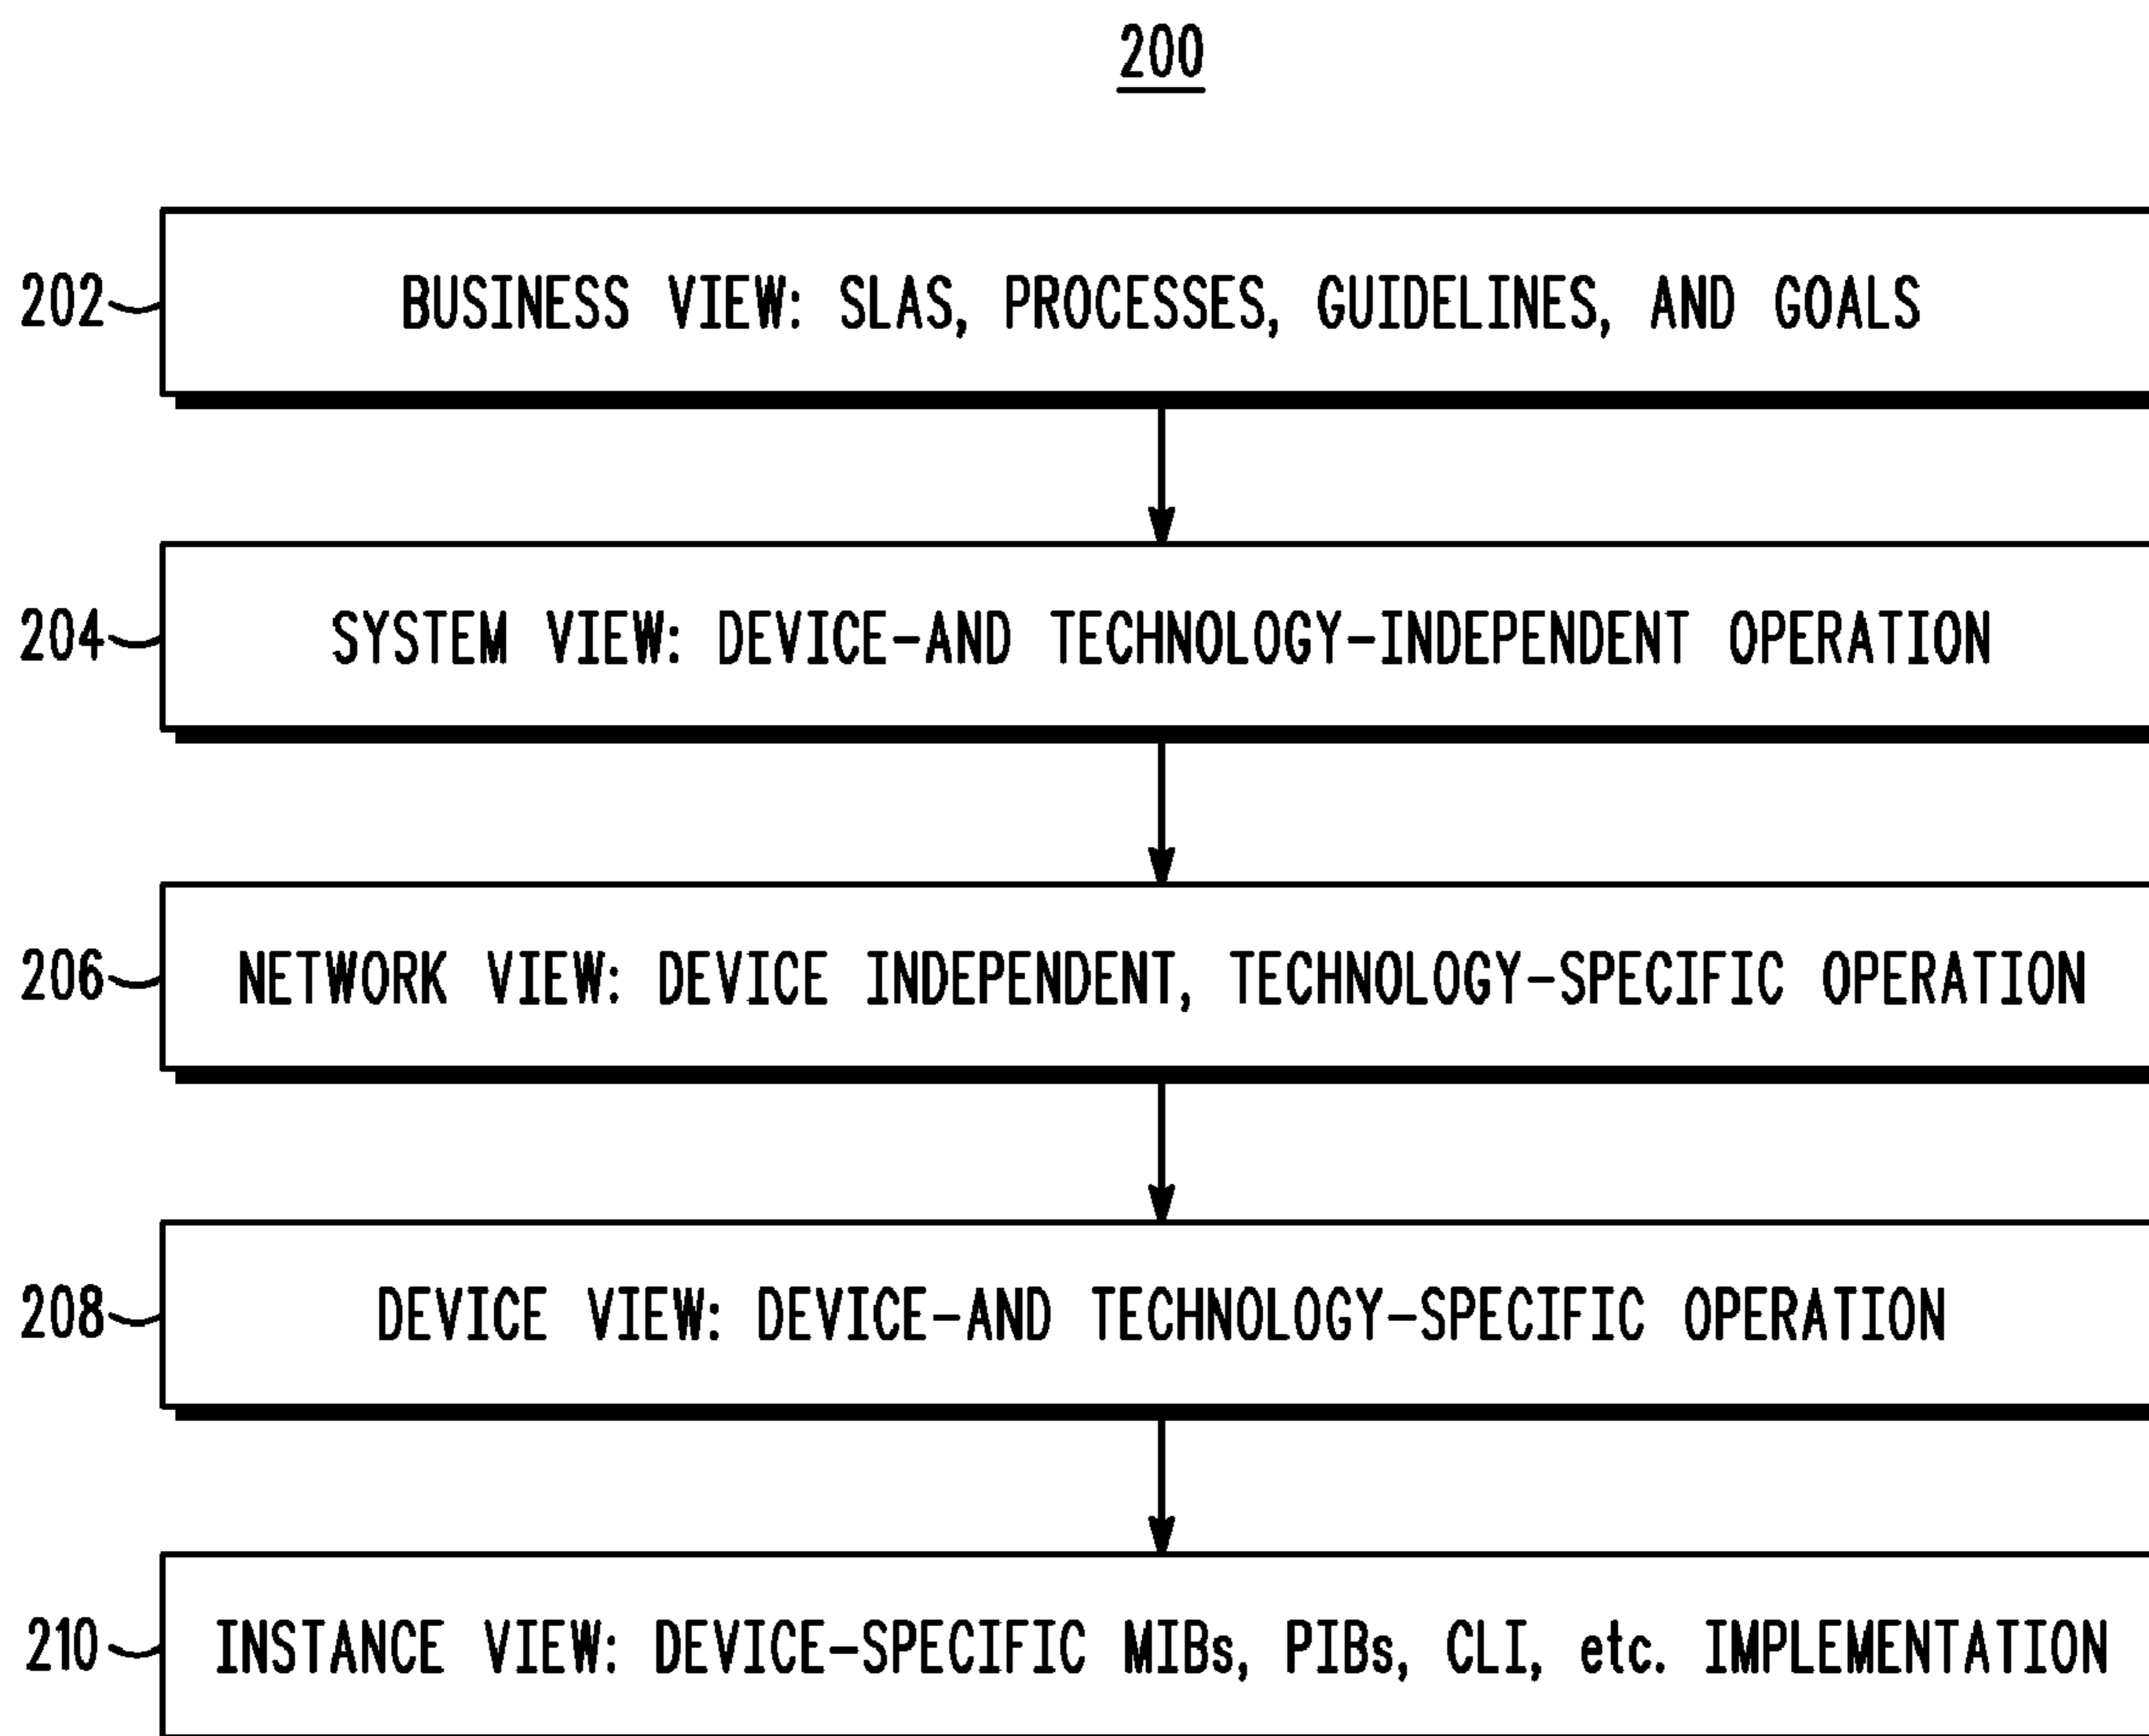 200
202 BUSINESS VIEW: SLAS, PROCESSES, GUIDELINES, AND GOALS
204 SYSTEM VIEW: DEVICE-AND TECHNOLOGY-INDEPENDENT OPERATION
206 NETWORK VIEW: DEVICE INDEPENDENT, TECHNOLOGY-SPECIFIC OPERATION
208 DEVICE VIEW: DEVICE-AND TECHNOLOGY-SPECIFIC OPERATION
210 INSTANCE VIEW: DEVICE-SPECIFIC MIBs, PIBs, CLI, etc. IMPLEMENTATION